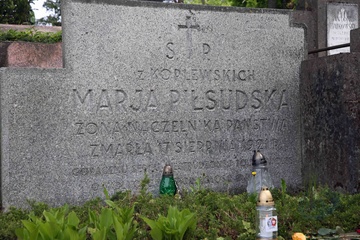 Ś P
Z KOPLEWSKICH
MARJA PIŁSUDSKA
ŻONA NACZELNIKA PAŃSTWA
ZMARŁA 17 SIERPNIA